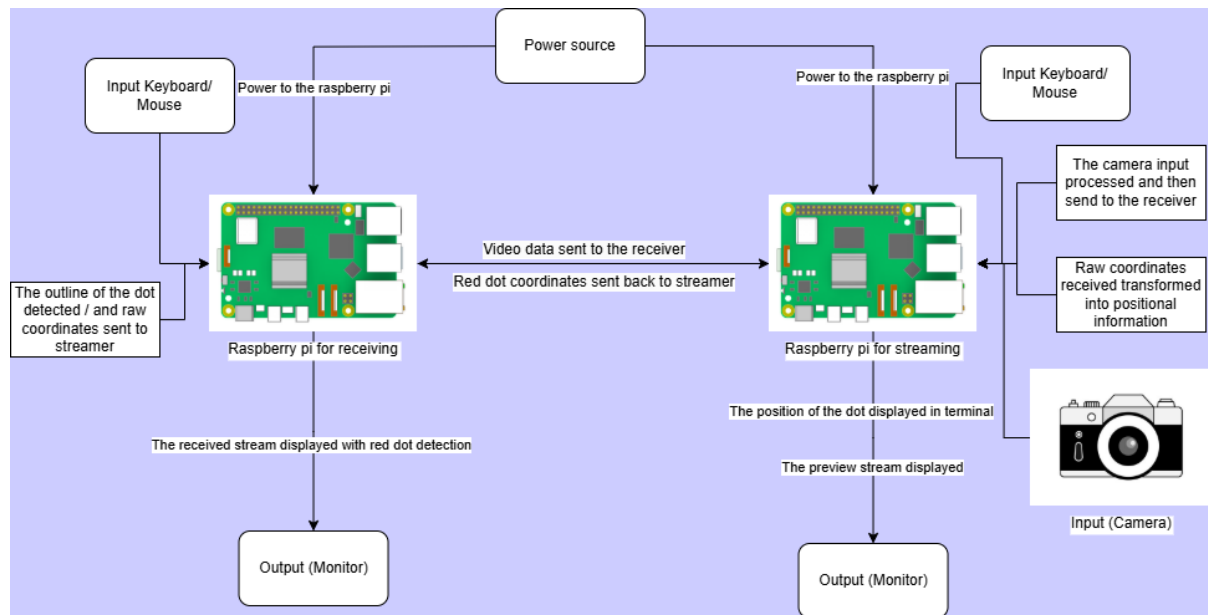 Power source
Input Keyboard/
Mouse
Power to the raspberry pi
Power to the raspberry pi
Input Keyboard/
Mouse
The camera input
processed and then
send to the receiver
Video data sent to the receiver
Red dot coordinates sent back to streamer
Raw coordinates
received transformed
into positional
information
The outline of the dot
detected / and raw
coordinates sent to
streamer
Raspberry pi for receiving
Raspberry pi for streaming
The position of the dot displayed in terminal
The received stream displayed with red dot detection
The preview stream displayed
Input (Camera)
Output (Monitor)
Output (Monitor)